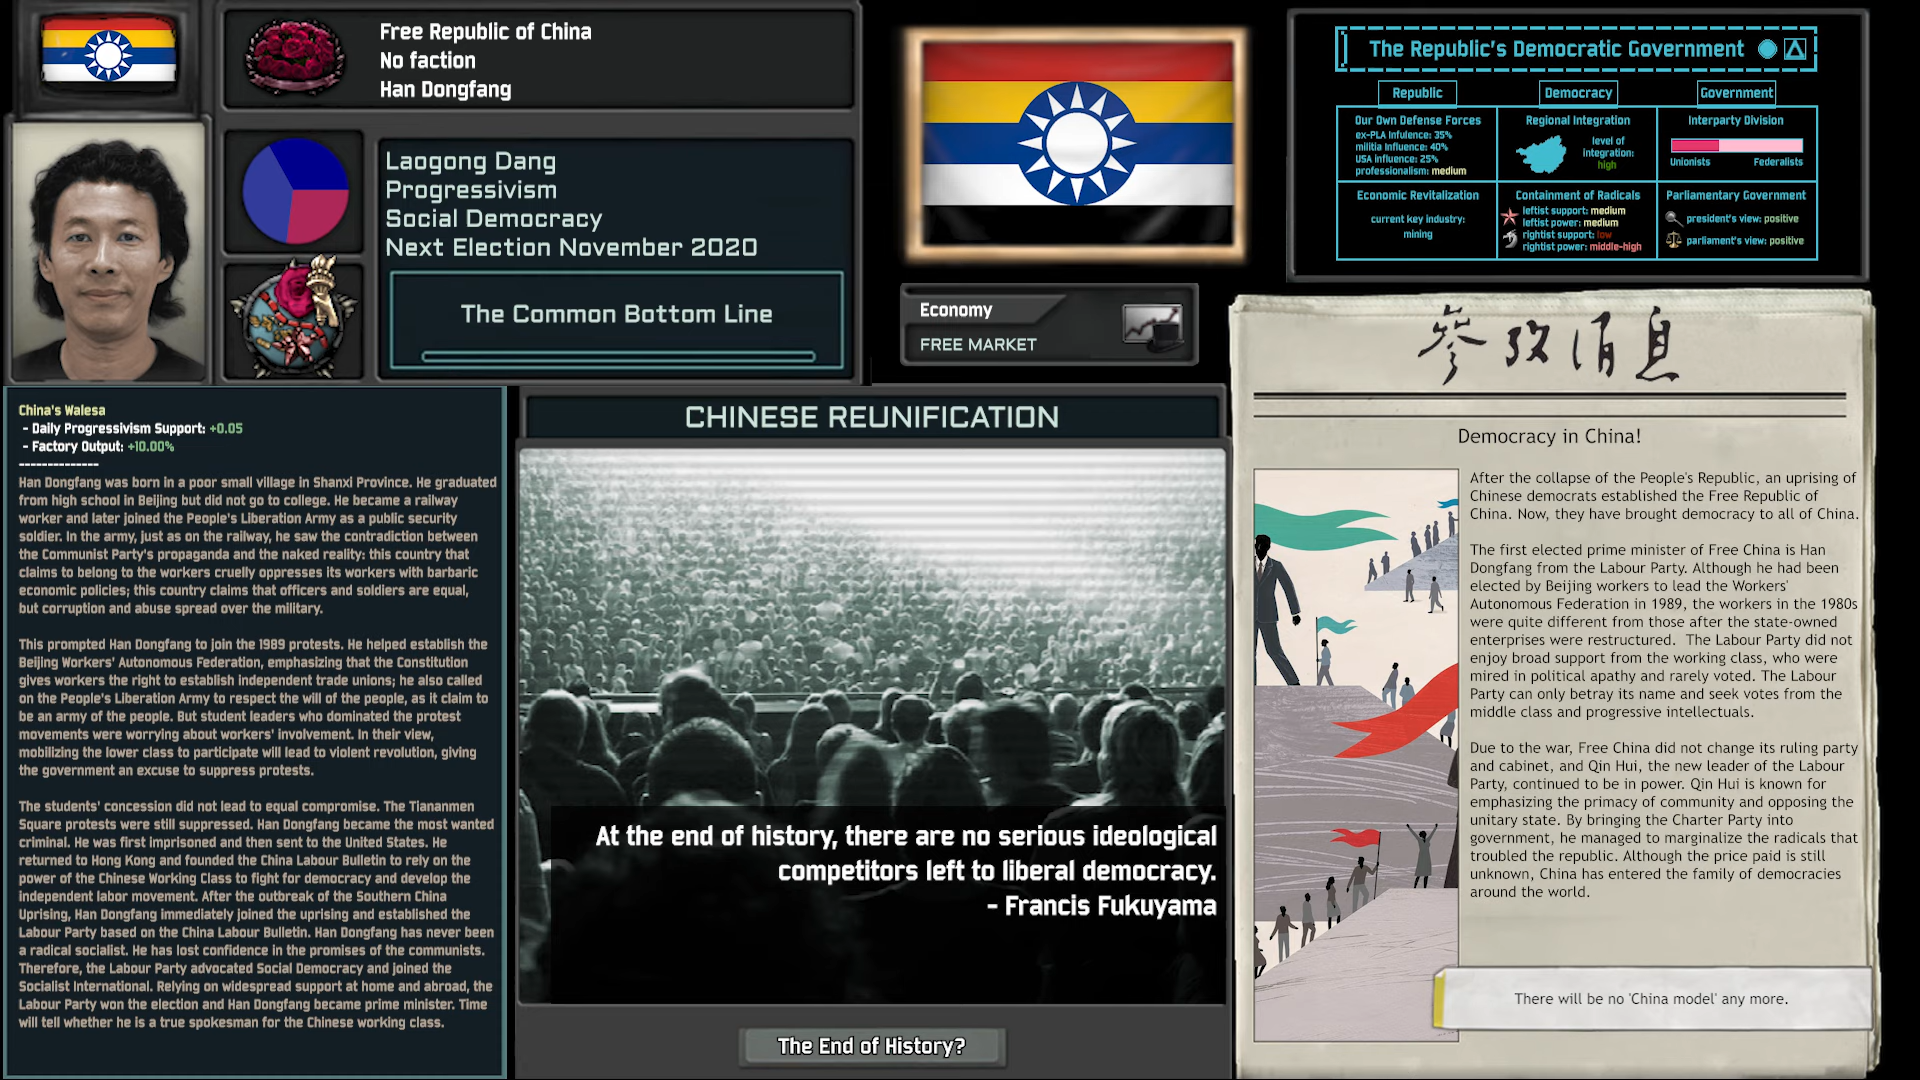 Free Republic of China
No faction
Han Dongfang
Laogong Dang
Progressivism
Social Democracy
Next Election November 2020
The Common Bottom Line
Economy
FREE MARKET
The Republic's Democratic Government
Republic
Democracy
Government
Our Own Defense Forces
ex-PLA Infulence: 35%
militia Influence: 40%
USA influence: 25%
professionalism: medium
Regional Integration
level of
integration:
high
Interparty Division
Unionists
Federalists
Economic Revitalization
current key industry:
mining
Containment of Radicals
leftist support: medium
leftist power: medium
rightist support: low
rightist power: middle-high
Parliamentary Government
president's view: positive
parliament's view: positive
China's Walesa
- Daily Progressivism Support: +0.05
- Factory Output: +10.00%
--------------
Han Dongfang was born in a poor small village in Shanxi Province. He graduated
from high school in Beijing but did not go to college. He became a railway
worker and later joined the People's Liberation Army as a public security
soldier. In the army, just as on the railway, he saw the contradiction between
the Communist Party's propaganda and the naked reality: this country that
claims to belong to the workers cruelly oppresses its workers with barbaric
economic policies; this country claims that officers and soldiers are equal,
but corruption and abuse spread over the military.
This prompted Han Dongfang to join the 1989 protests. He helped establish the
Beijing Workers' Autonomous Federation, emphasizing that the Constitution
gives workers the right to establish independent trade unions; he also called
on the People's Liberation Army to respect the will of the people, as it claim to
be an army of the people. But student leaders who dominated the protest
movements were worrying about workers' involvement. In their view,
mobilizing the lower class to participate will lead to violent revolution, giving
the government an excuse to suppress protests.
The students' concession did not lead to equal compromise. The Tiananmen
Square protests were still suppressed. Han Dongfang became the most wanted
criminal. He was first imprisoned and then sent to the United States. He
returned to Hong Kong and founded the China Labour Bulletin to rely on the
power of the Chinese Working Class to fight for democracy and develop the
independent labor movement. After the outbreak of the Southern China
Uprising, Han Dongfang immediately joined the uprising and established the
Labour Party based on the China Labour Bulletin. Han Dongfang has never been
a radical socialist. He has lost confidence in the promises of the communists.
Therefore, the Labour Party advocated Social Democracy and joined the
Socialist International. Relying on widespread support at home and abroad, the
Labour Party won the election and Han Dongfang became prime minister. Time
will tell whether he is a true spokesman for the Chinese working class.
CHINESE REUNIFICATION
At the end of history, there are no serious ideological
competitors left to liberal democracy.
- Francis Fukuyama
The End of History?
參攷消息
Democracy in China!
After the collapse of the People's Republic, an uprising of
Chinese democrats established the Free Republic of
China. Now, they have brought democracy to all of China.
The first elected prime minister of Free China is Han
Dongfang from the Labour Party. Although he had been
elected by Beijing workers to lead the Workers'
Autonomous Federation in 1989, the workers in the 1980s
were quite different from those after the state-owned
enterprises were restructured. The Labour Party did not
enjoy broad support from the working class, who were
mired in political apathy and rarely voted. The Labour
Party can only betray its name and seek votes from the
middle class and progressive intellectuals.
Due to the war, Free China did not change its ruling party
and cabinet, and Qin Hui, the new leader of the Labour
Party, continued to be in power. Qin Hui is known for
emphasizing the primacy of community and opposing the
unitary state. By bringing the Charter Party into
government, he managed to marginalize the radicals that
troubled the republic. Although the price paid is still
unknown, China has entered the family of democracies
around the world.
There will be no 'China model' any more.